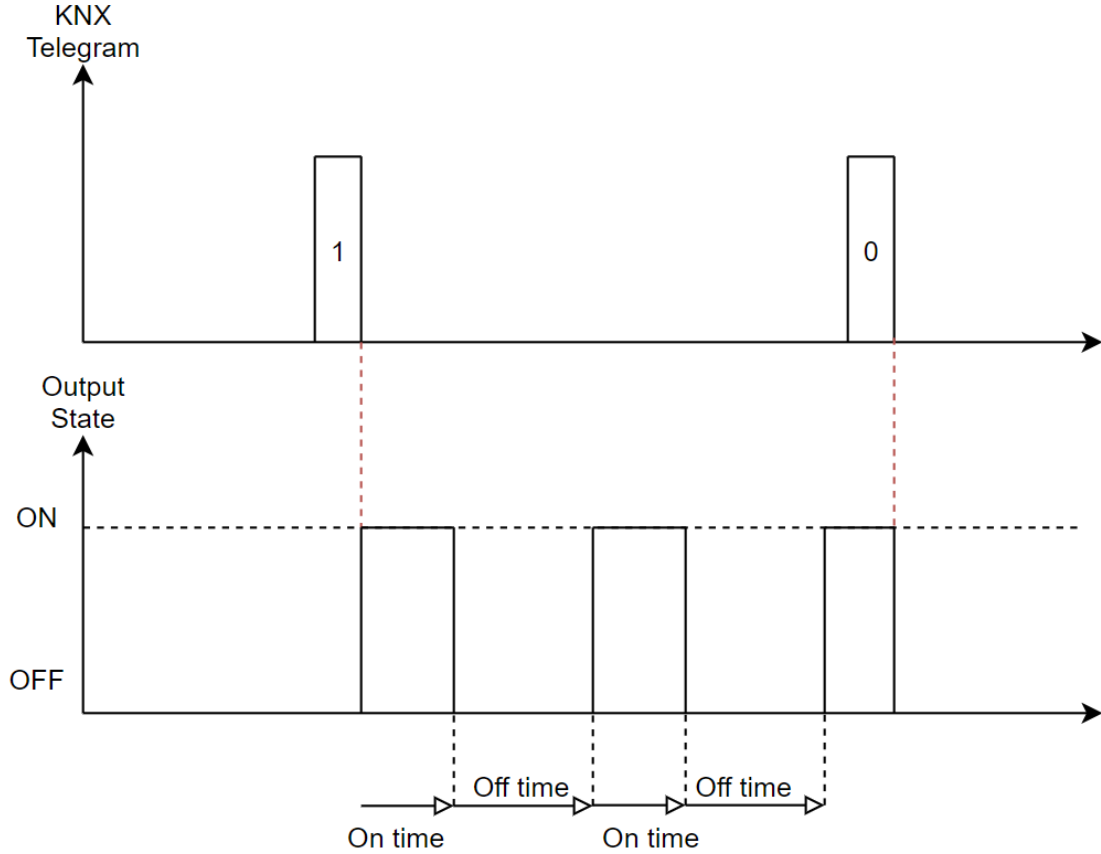 KNX
Telegram
1
0
Output
State
ON
OFF
Off time
Off time
On time
On time